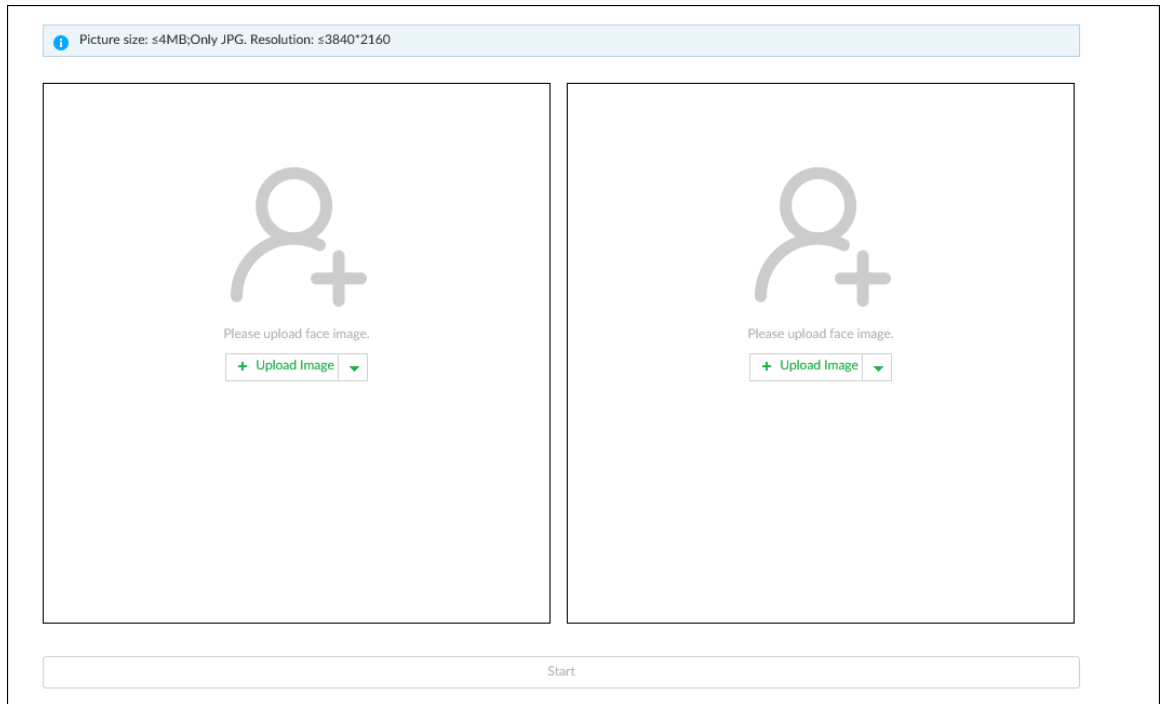 Picture size: ≤4MB;Only JPG. Resolution: ≤3840*2160
Please upload face image.
+ Upload Image
Please upload face image.
+ Upload Image
Start